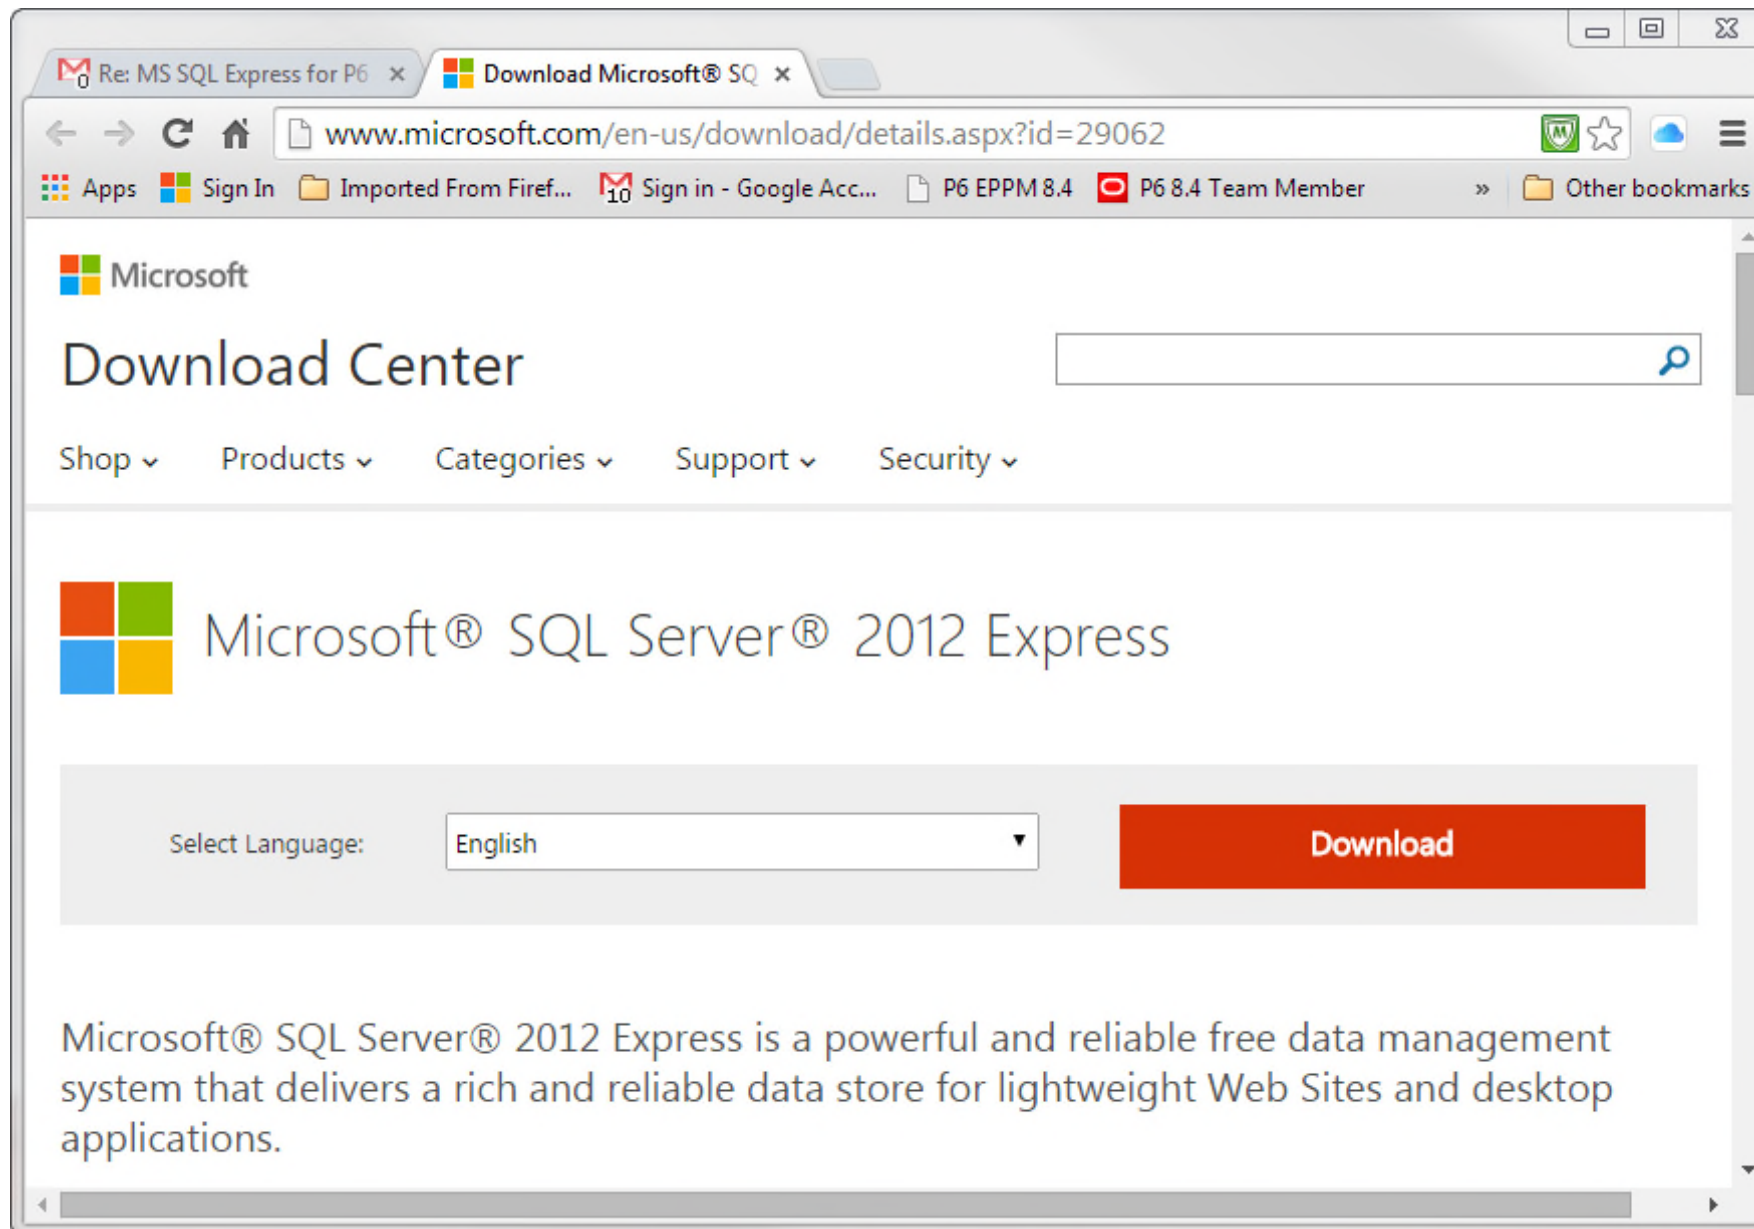 Re: MS SQL Express for P6
Download Microsoft® SQ
www.microsoft.com/en-us/download/details.aspx?id=29062
Apps Sign In Imported From Firef... Sign in - Google Acc... P6 EPPM 8.4 P6 8.4 Team Member » Other bookmarks
Microsoft
Download Center
Shop Products Categories Support Security
Microsoft® SQL Server® 2012 Express
Select Language: English Download
Microsoft® SQL Server® 2012 Express is a powerful and reliable free data management
system that delivers a rich and reliable data store for lightweight Web Sites and desktop
applications.